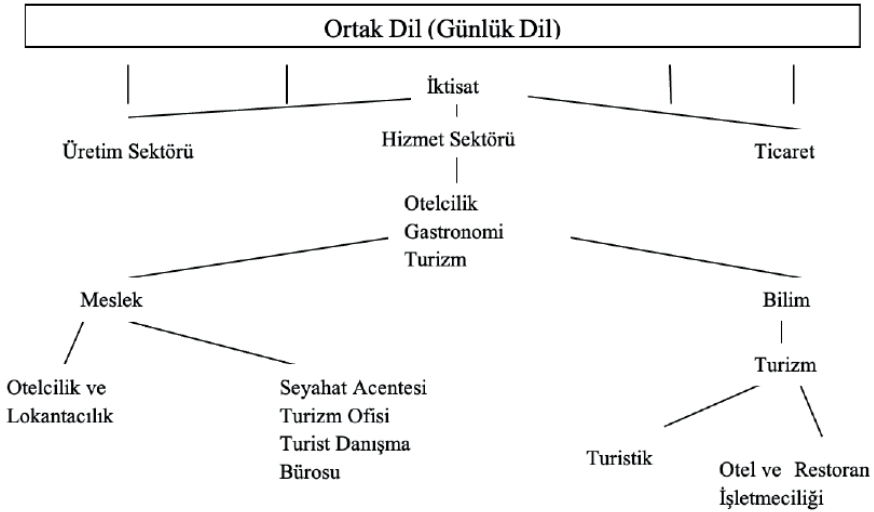 Ortak Dil (Günlük Dil)
İktisat
Üretim Sektörü
Hizmet Sektörü
Ticaret
Otelcilik
Gastronomi
Turizm
Meslek
Bilim
Turizm
Otelcilik ve
Lokantacılık
Seyahat Acentesi
Turizm Ofisi
Turist Danışma
Bürosu
Turistik
Otel ve Restoran
İşletmeciliği